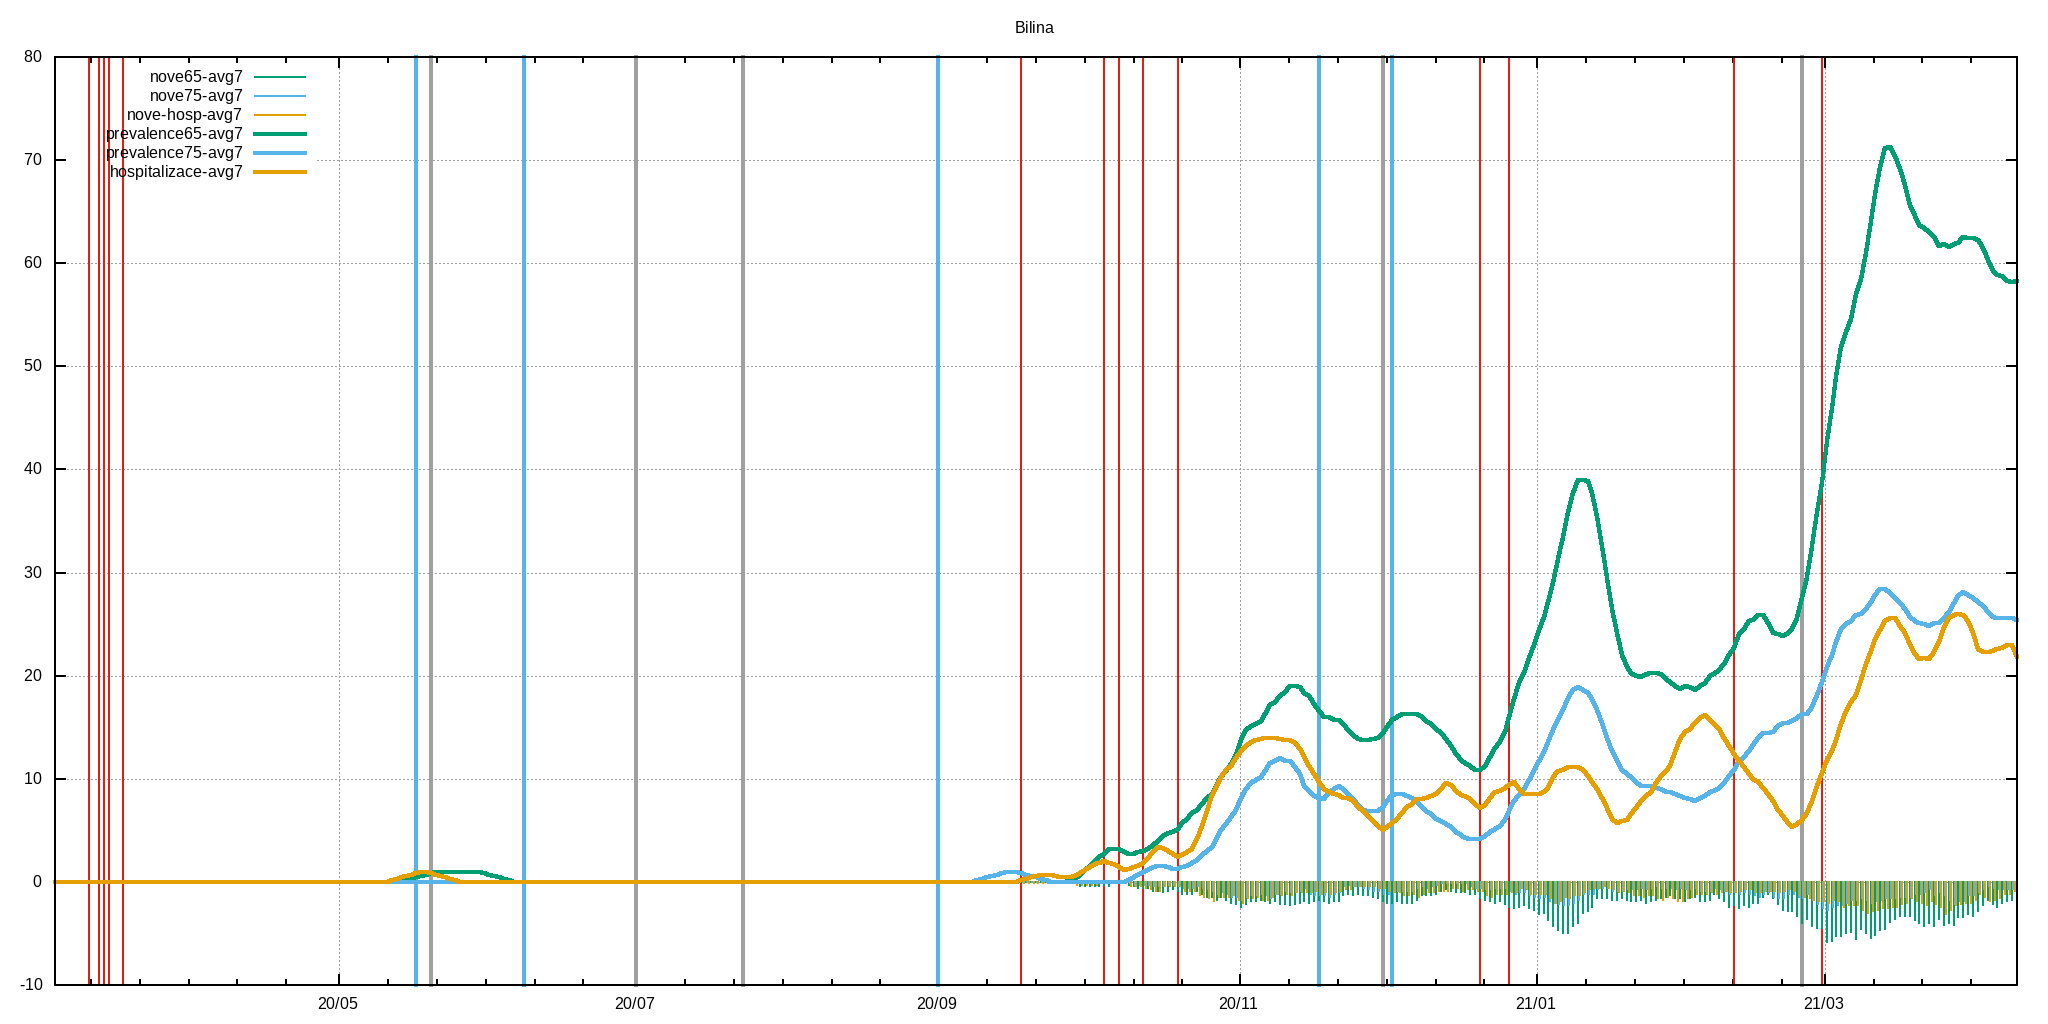 Bilina
80
70
60
50
40
30
20
10
0
-10
nove65-avg7
nove75-avg7
nove-hosp-avg7
prevalence65-avg7
prevalence75-avg7
hospitalizace-avg7
20/05 20/07 20/09 20/11 21/01 21/03